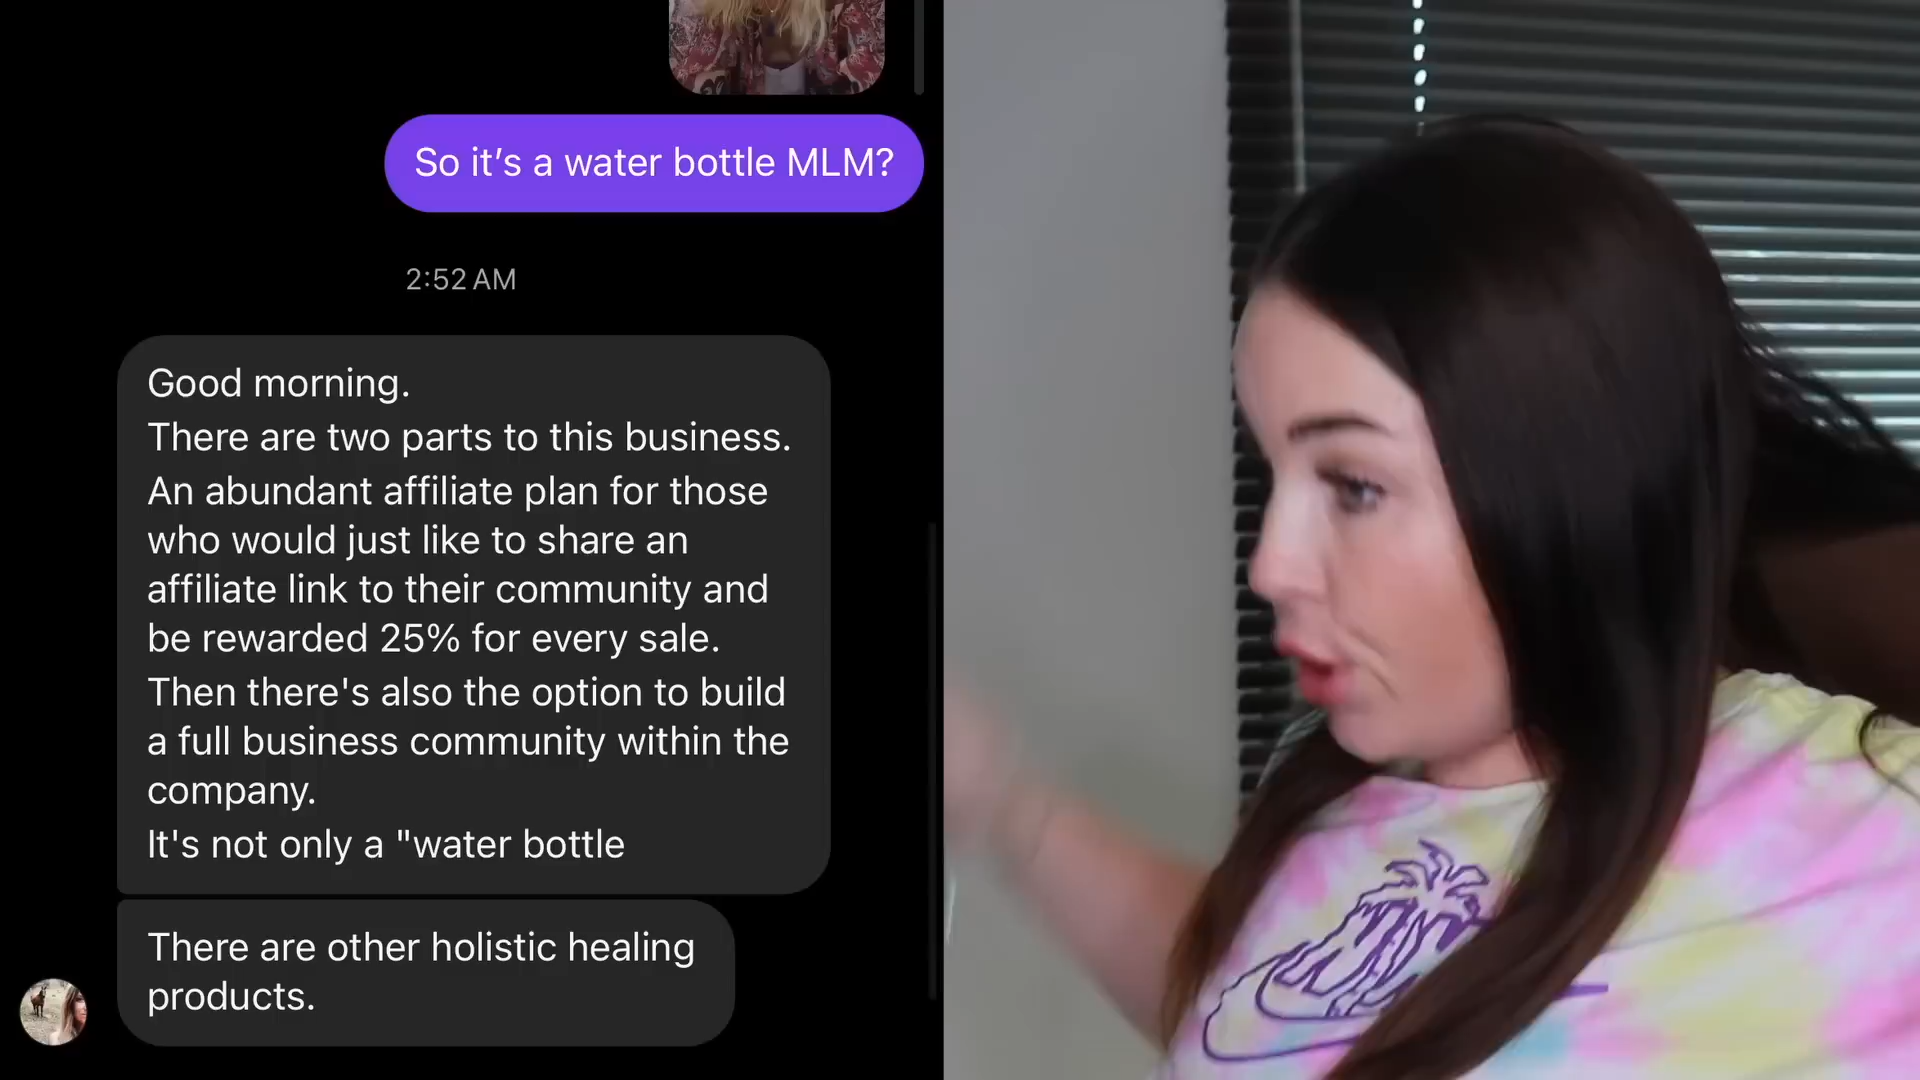 So it’s a water bottle MLM?
2:52 AM
Good morning.
There are two parts to this business.
An abundant affiliate plan for those
who would just like to share an
affiliate link to their community and
be rewarded 25% for every sale.
Then there's also the option to build
a full business community within the
company.
It's not only a "water bottle
There are other holistic healing
products.